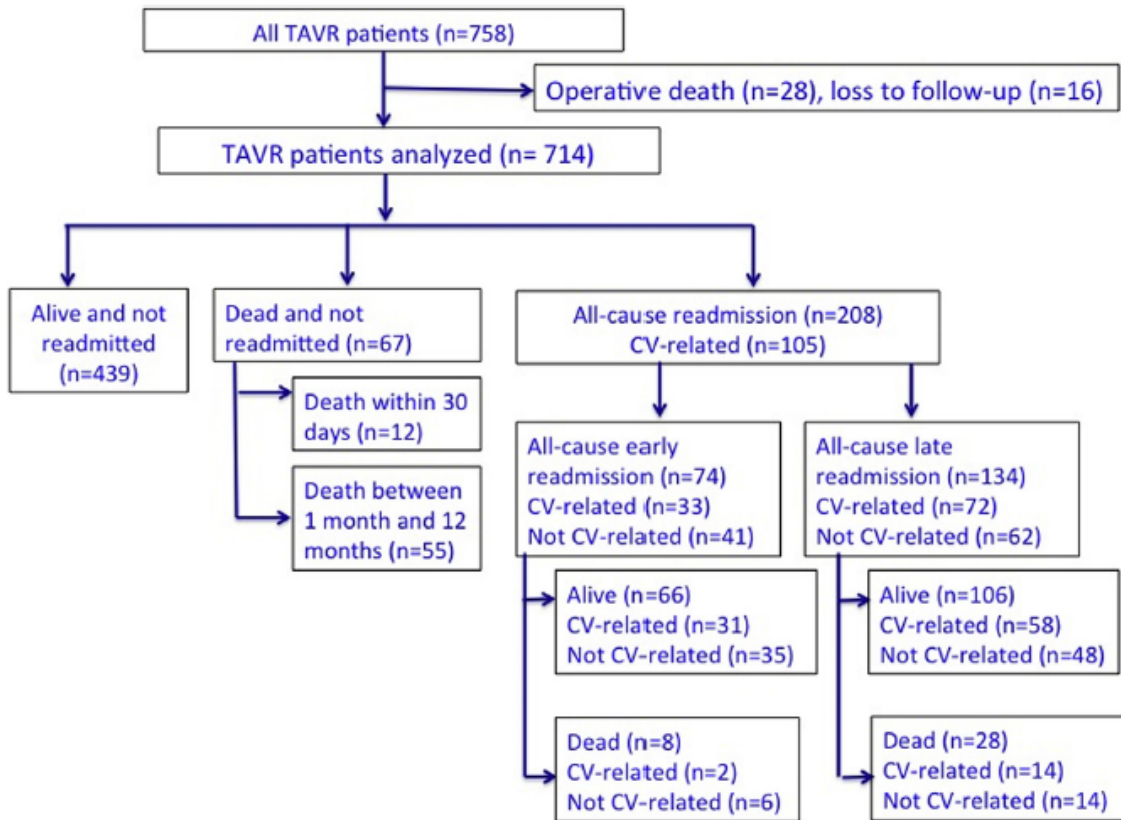 All TAVR patients (n=758)
Operative death (n=28), loss to follow-up (n=16)
TAVR patients analyzed (n= 714)
Alive and not
readmitted
(n=439)
Dead and not
readmitted (n=67)
Death within 30
days (n=12)
Death between
1 month and 12
months (n=55)
All-cause readmission (n=208)
CV-related (n=105)
All-cause early
readmission (n=74)
CV-related (n=33)
Not CV-related (n=41)
Alive (n=66)
CV-related (n=31)
Not CV-related (n=35)
Dead (n=8)
CV-related (n=2)
Not CV-related (n=6)
All-cause late
readmission (n=134)
CV-related (n=72)
Not CV-related (n=62)
Alive (n=106)
CV-related (n=58)
Not CV-related (n=48)
Dead (n=28)
CV-related (n=14)
Not CV-related (n=14)